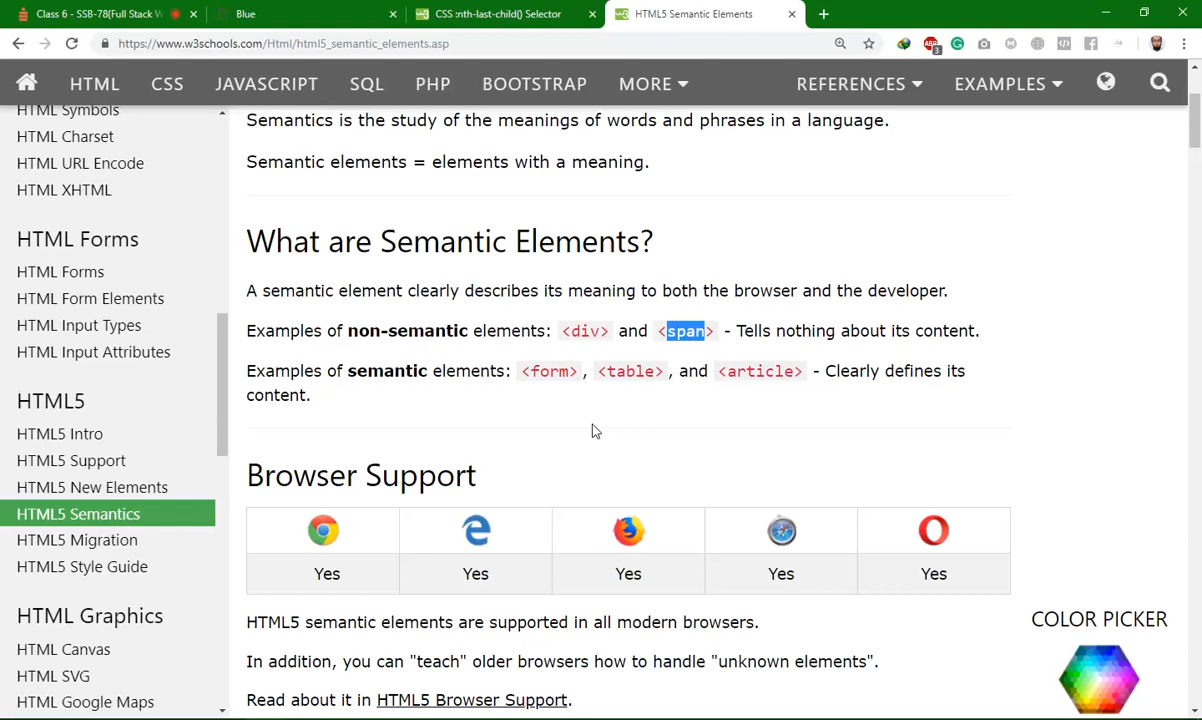 Class 6 - SSB-78(Full Stack W
Blue
CSS :nth-last-child() Selector
HTML5 Semantic Elements
https://www.w3schools.com/Html/html5_semantic_elements.asp
3
HTML CSS JAVASCRIPT SQL PHP BOOTSTRAP MORE REFERENCES EXAMPLES
HTML Symbols
HTML Charset
HTML URL Encode
HTML XHTML
HTML Forms
HTML Forms
HTML Form Elements
HTML Input Types
HTML Input Attributes
HTML5
HTML5 Intro
HTML5 Support
HTML5 New Elements
HTML5 Semantics
HTML5 Migration
HTML5 Style Guide
HTML Graphics
HTML Canvas
HTML SVG
HTML Google Maps
Semantics is the study of the meanings of words and phrases in a language.
Semantic elements = elements with a meaning.
What are Semantic Elements?
A semantic element clearly describes its meaning to both the browser and the developer.
Examples of non-semantic elements: <div> and <span> - Tells nothing about its content.
Examples of semantic elements: <form>, <table>, and <article> - Clearly defines its
content.
Browser Support
Yes Yes Yes Yes Yes
HTML5 semantic elements are supported in all modern browsers.
In addition, you can "teach" older browsers how to handle "unknown elements".
Read about it in HTML5 Browser Support.
COLOR PICKER